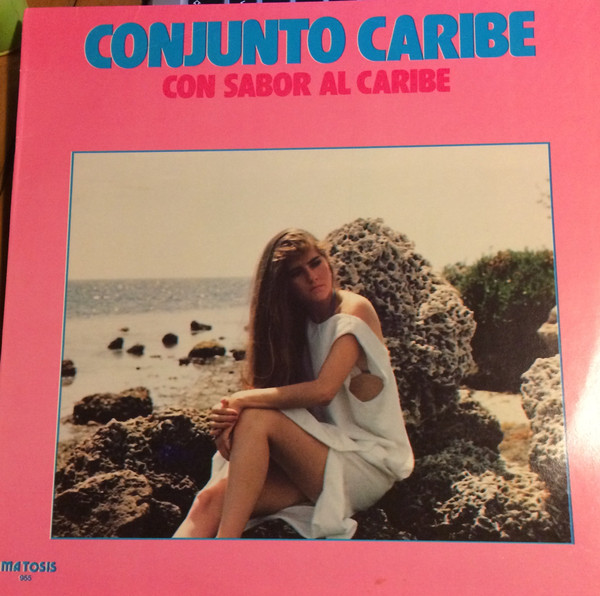 CONJUNTO CARIBE
CON SABOR AL CARIBE
MATOSIS
955